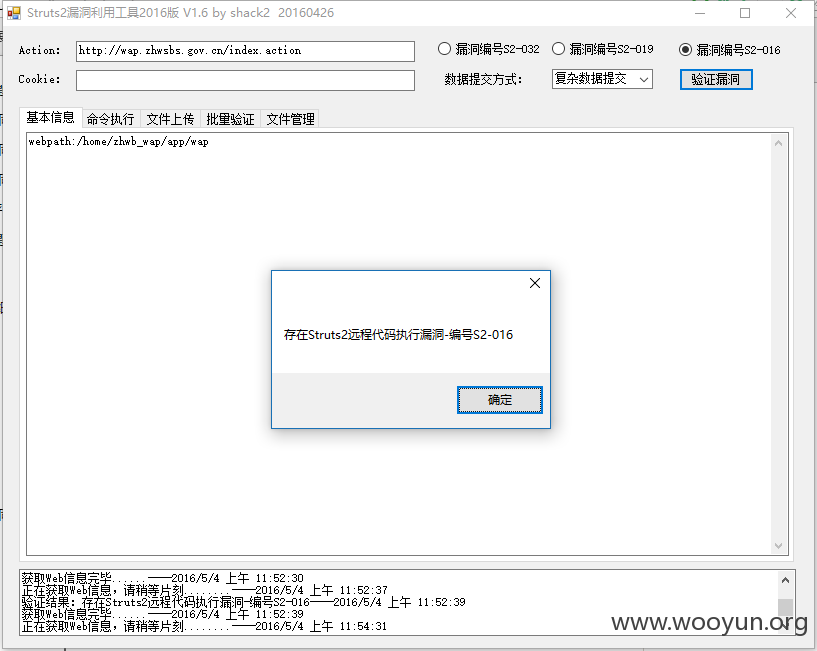 Struts2漏洞利用工具2016版 V1.6 by shack2 20160426
Action: http://wap.zhwsbs.gov.cn/index.action 漏洞编号S2-032 漏洞编号S2-019 漏洞编号S2-016
Cookie: 数据提交方式: 复杂数据提交 验证漏洞
基本信息 命令执行 文件上传 批量验证 文件管理
webpath:/home/zhwb_wap/app/wap
存在Struts2远程代码执行漏洞-编号S2-016
确定
获取Web信息完毕......——2016/5/4 上午 11:52:30
正在获取Web信息，请稍等片刻........——2016/5/4 上午 11:52:37
验证结果：存在Struts2远程代码执行漏洞-编号S2-016——2016/5/4 上午 11:52:39
获取Web信息完毕......——2016/5/4 上午 11:52:39
正在获取Web信息，请稍等片刻........——2016/5/4 上午 11:54:31
www.wooyun.org